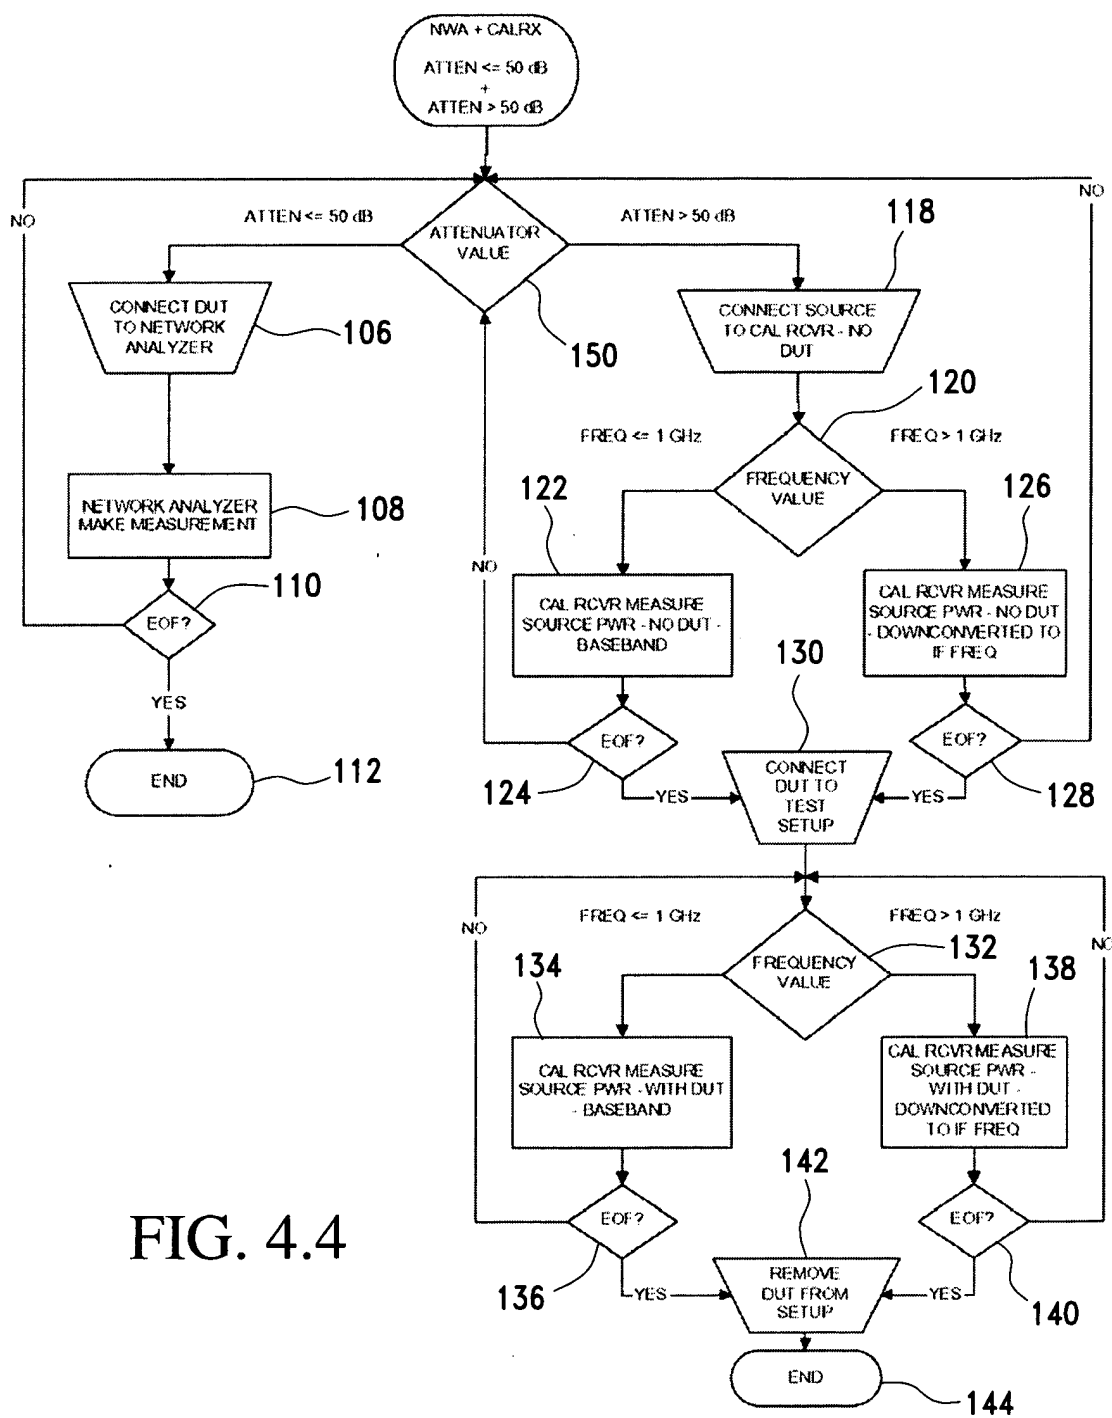 NWA + CALRX
ATTEN <= 50 dB
+
ATTEN > 50 dB
NO
ATTEN <= 50 dB
ATTENUATOR
VALUE
ATTEN > 50 dB
NO
118
CONNECT DUT
TO NETWORK
ANALYZER
106
150
CONNECT SOURCE
TO CAL RCVR - NO
DUT
120
FREQ <= 1 GHz
FREQ > 1 GHz
FREQUENCY
VALUE
NETWORK ANALYZER
MAKE MEASUREMENT
108
122
126
NO
110
EOF?
CAL RCVR MEASURE
SOURCE PWR - NO DUT -
BASEBAND
CAL RCVR MEASURE
SOURCE PWR - NO DUT
- DOWNCONVERTED TO
IF FREQ
130
YES
EOF?
EOF?
END
112
124
YES
CONNECT
DUT TO
TEST
SETUP
YES
128
NO
FREQ <= 1 GHz
FREQ > 1 GHz
NO
132
FREQUENCY
VALUE
134
138
CAL RCVR MEASURE
SOURCE PWR - WITH DUT
- BASEBAND
CAL RCVR MEASURE
SOURCE PWR -
WITH DUT -
DOWNCONVERTED
TO IF FREQ
142
EOF?
EOF?
FIG. 4.4
136
YES
REMOVE
DUT FROM
SETUP
YES
140
END
144